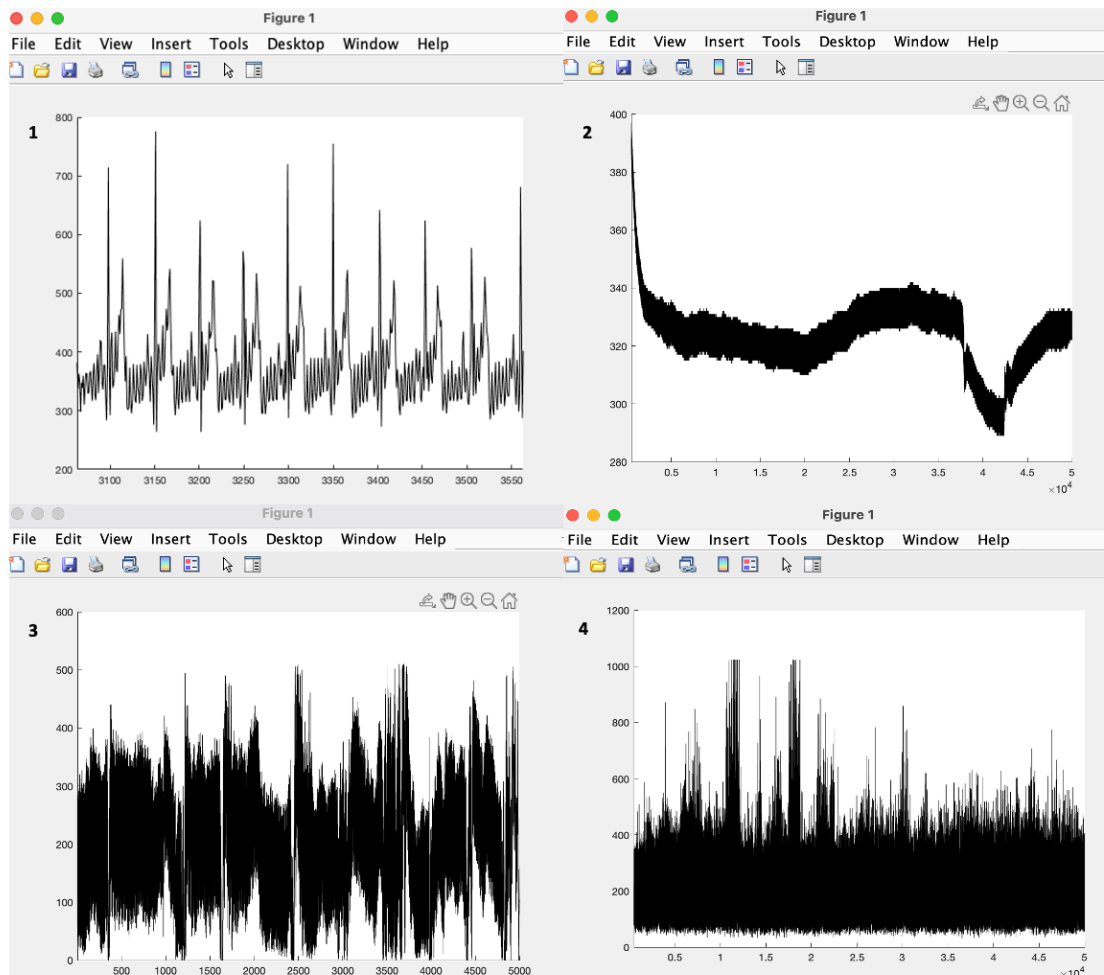 Figure 1
File Edit View Insert Tools Desktop Window Help
1
800
700
600
500
400
300
200
3100 3150 3200 3250 3300 3350 3400 3450 3500 3550
Figure 1
File Edit View Insert Tools Desktop Window Help
2
400
380
360
340
320
300
280
0.5 1 1.5 2 2.5 3 3.5 4 4.5 5
×10⁴
Figure 1
File Edit View Insert Tools Desktop Window Help
3
600
500
400
300
200
100
0
500 1000 1500 2000 2500 3000 3500 4000 4500 5000
Figure 1
File Edit View Insert Tools Desktop Window Help
4
1200
1000
800
600
400
200
0
0.5 1 1.5 2 2.5 3 3.5 4 4.5 5
×10⁴